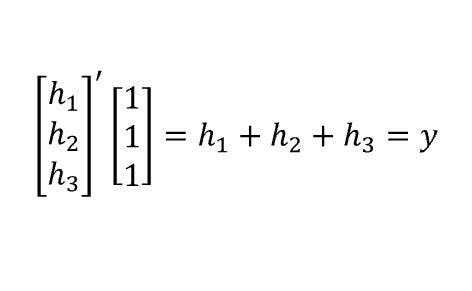 [h₁ h₂ h₃]′ [1 1 1] = h₁ + h₂ + h₃ = y